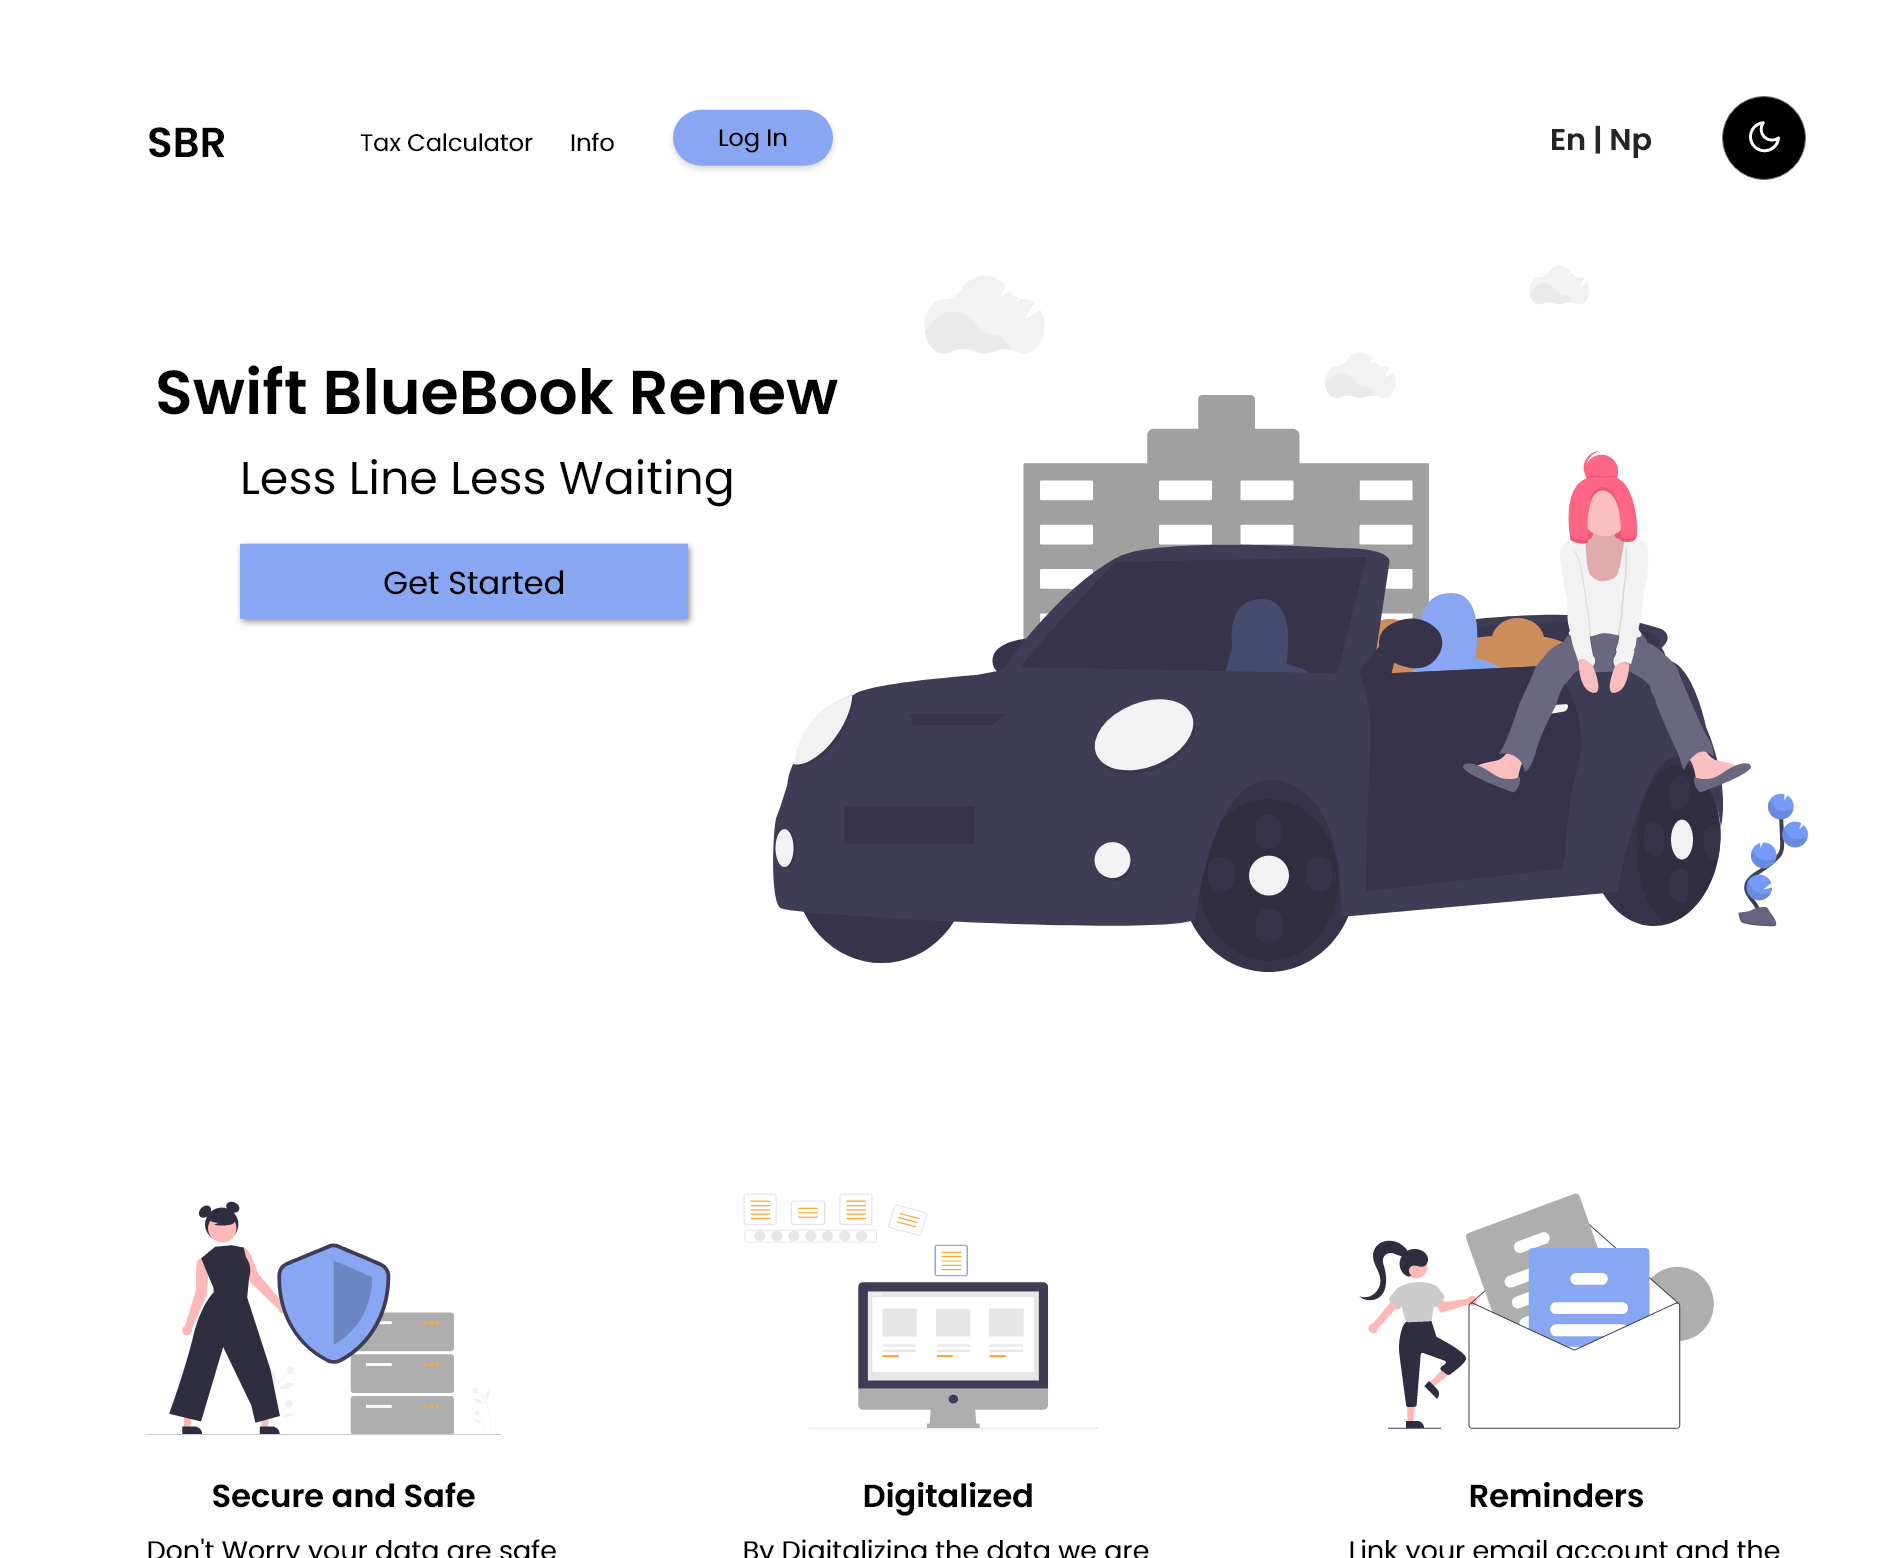 SBR
Tax Calculator
Info
Log In
En | Np
Swift BlueBook Renew
Less Line Less Waiting
Get Started
Secure and Safe
Don't Worry your data are safe
Digitalized
By Digitalizing the data we are
Reminders
Link your email account and the